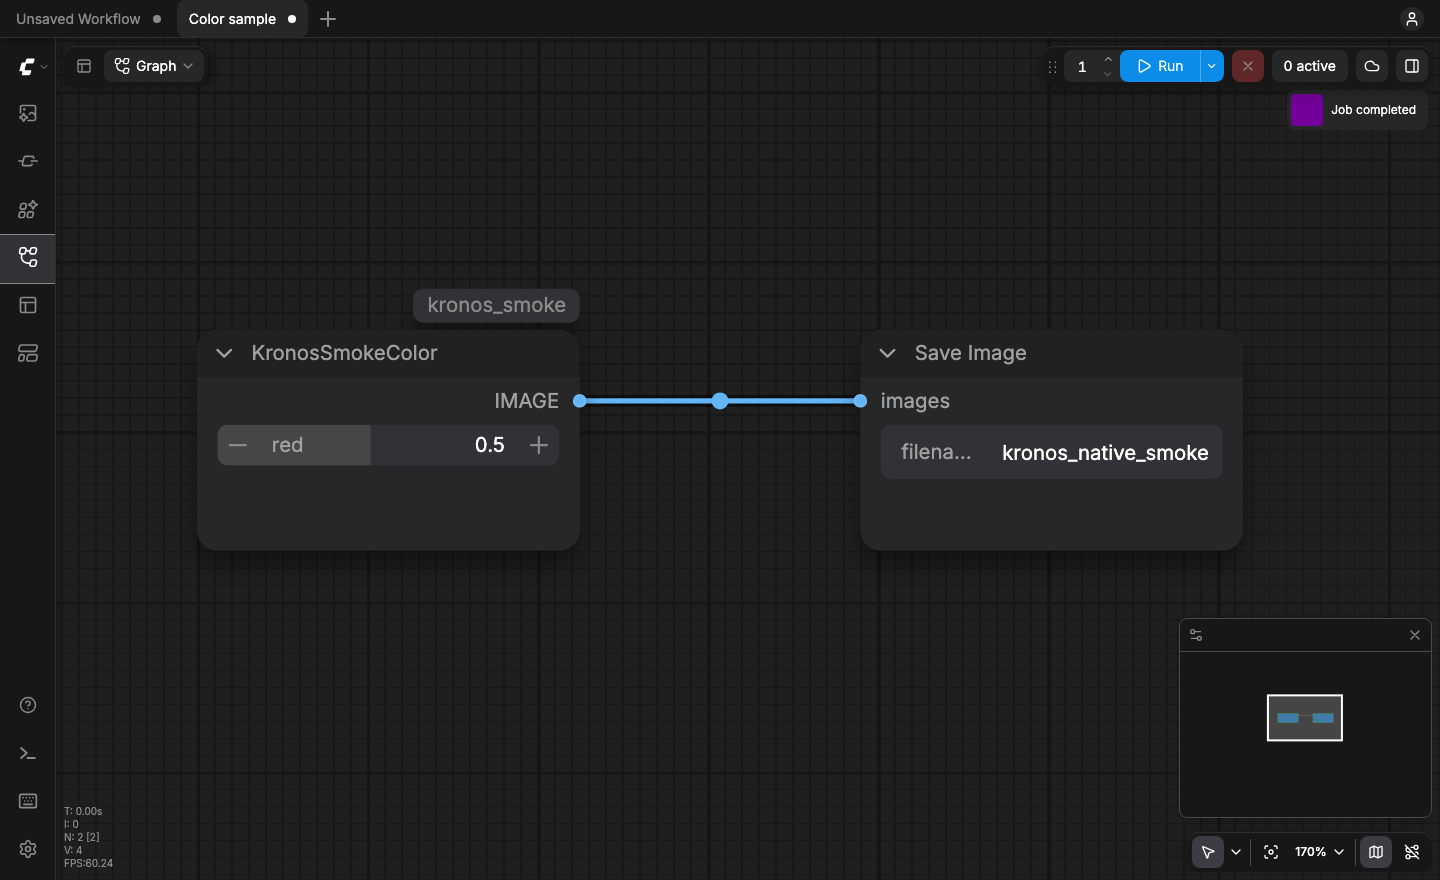 Unsaved Workflow
Color sample
Graph
1
Run
0 active
Job completed
kronos_smoke
KronosSmokeColor
IMAGE
red 0.5
Save Image
images
filena... kronos_native_smoke
T: 0.00s
I: 0
N: 2 [2]
V: 4
FPS:60.24
170%